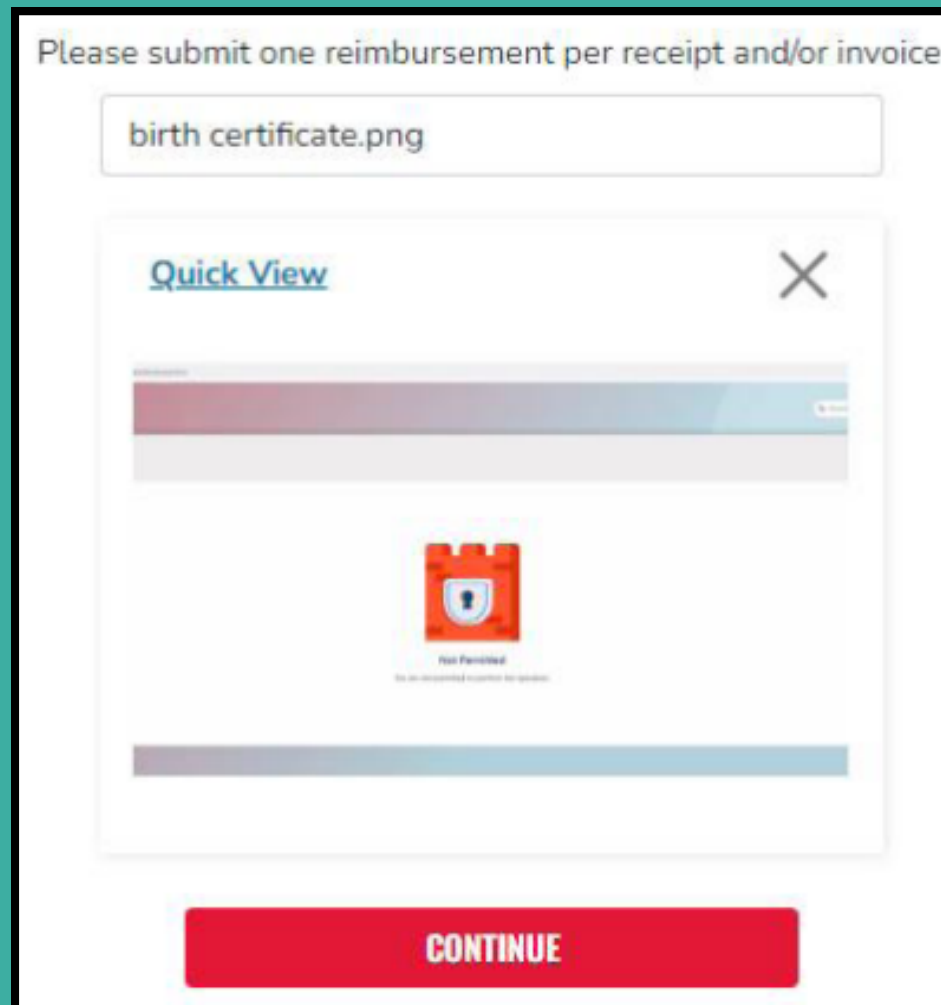 Please submit one reimbursement per receipt and/or invoice
birth certificate.png
Quick View
Not Permitted
CONTINUE